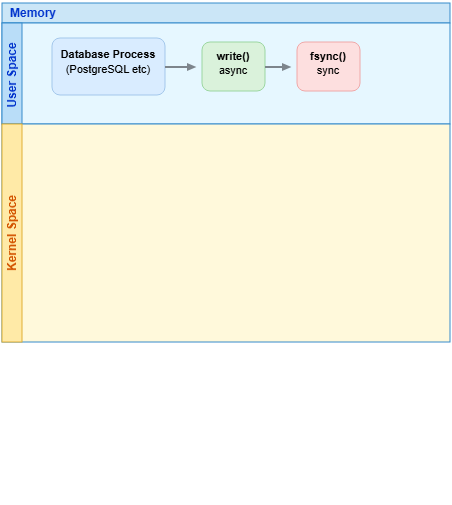 Memory
User Space
Database Process
(PostgreSQL etc)
write()
async
fsync()
sync
Kernel Space